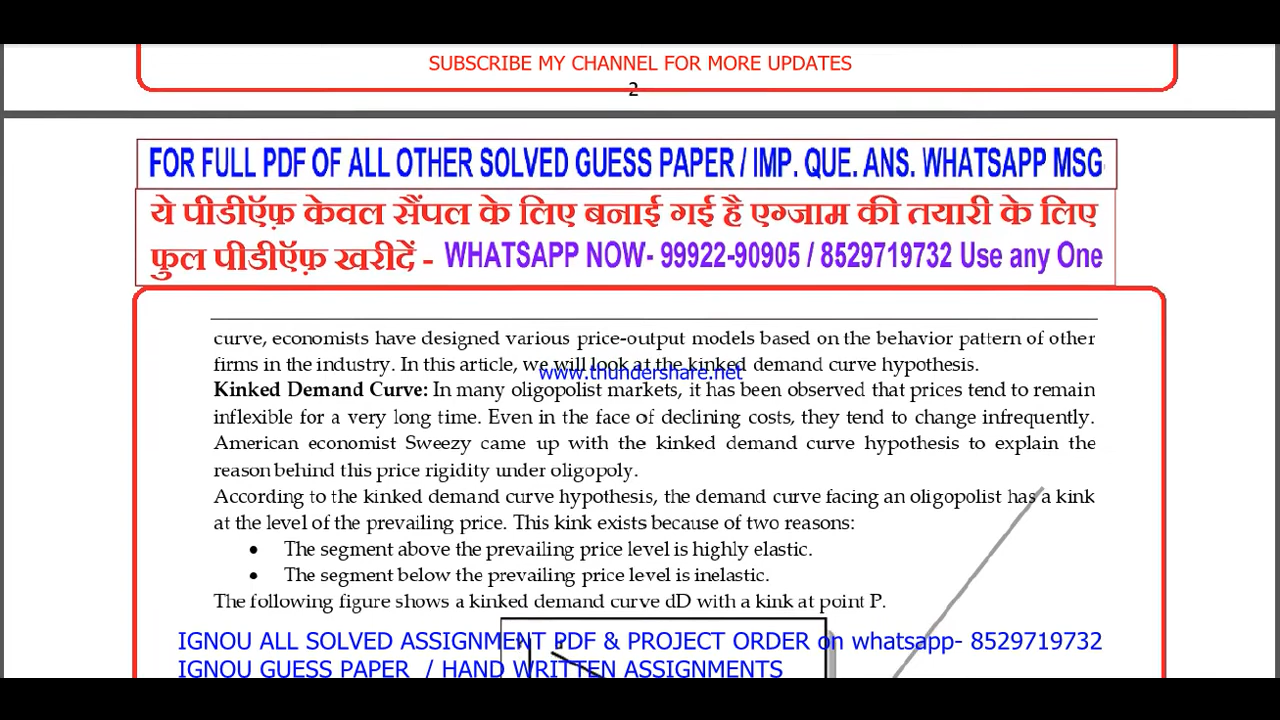 SUBSCRIBE MY CHANNEL FOR MORE UPDATES
2
FOR FULL PDF OF ALL OTHER SOLVED GUESS PAPER / IMP. QUE. ANS. WHATSAPP MSG
ये पीडीऍफ़ केवल सैंपल के लिए बनाई गई है एग्जाम की तयारी के लिए
फुल पीडीऍफ़ खरीदें - WHATSAPP NOW- 99922-90905 / 8529719732 Use any One
curve, economists have designed various price-output models based on the behavior pattern of other
firms in the industry. In this article, we will look at the kinked demand curve hypothesis.
www.thundershare.net
Kinked Demand Curve: In many oligopolist markets, it has been observed that prices tend to remain
inflexible for a very long time. Even in the face of declining costs, they tend to change infrequently.
American economist Sweezy came up with the kinked demand curve hypothesis to explain the
reason behind this price rigidity under oligopoly.
According to the kinked demand curve hypothesis, the demand curve facing an oligopolist has a kink
at the level of the prevailing price. This kink exists because of two reasons:
• The segment above the prevailing price level is highly elastic.
• The segment below the prevailing price level is inelastic.
The following figure shows a kinked demand curve dD with a kink at point P.
IGNOU ALL SOLVED ASSIGNMENT PDF & PROJECT ORDER on whatsapp- 8529719732
IGNOU GUESS PAPER / HAND WRITTEN ASSIGNMENTS